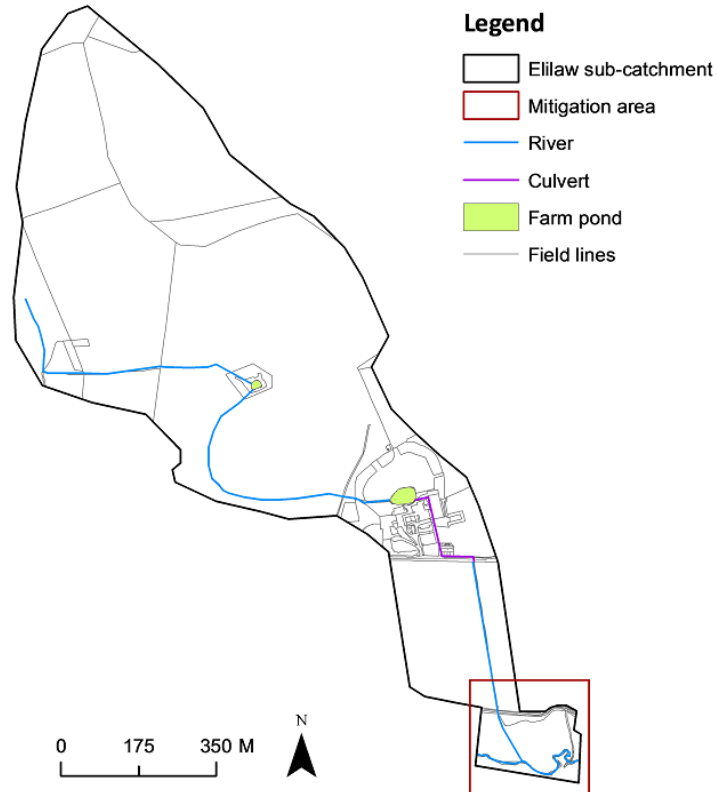 Legend
Elilaw sub-catchment
Mitigation area
River
Culvert
Farm pond
Field lines
N
0 175 350 M